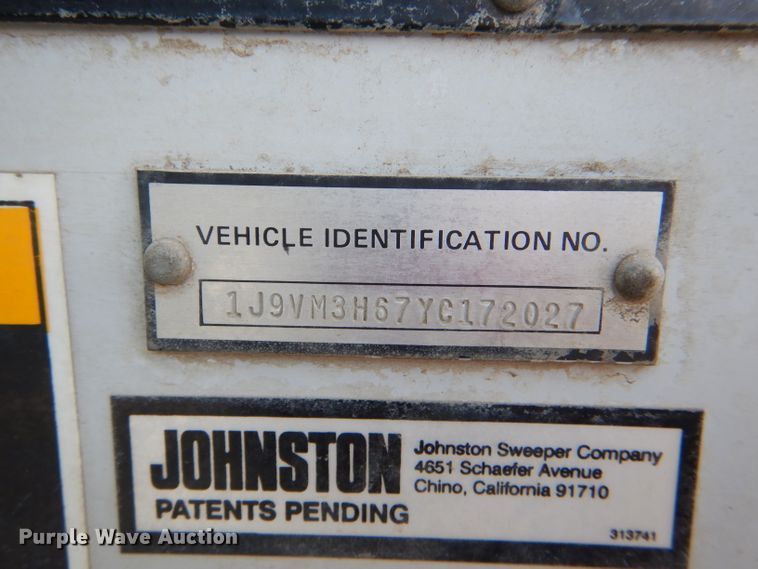 VEHICLE IDENTIFICATION NO.
1J9VM3H67YC172027
JOHNSTON
PATENTS PENDING
Johnston Sweeper Company
4651 Schaefer Avenue
Chino, California 91710
313741
Purple Wave Auction